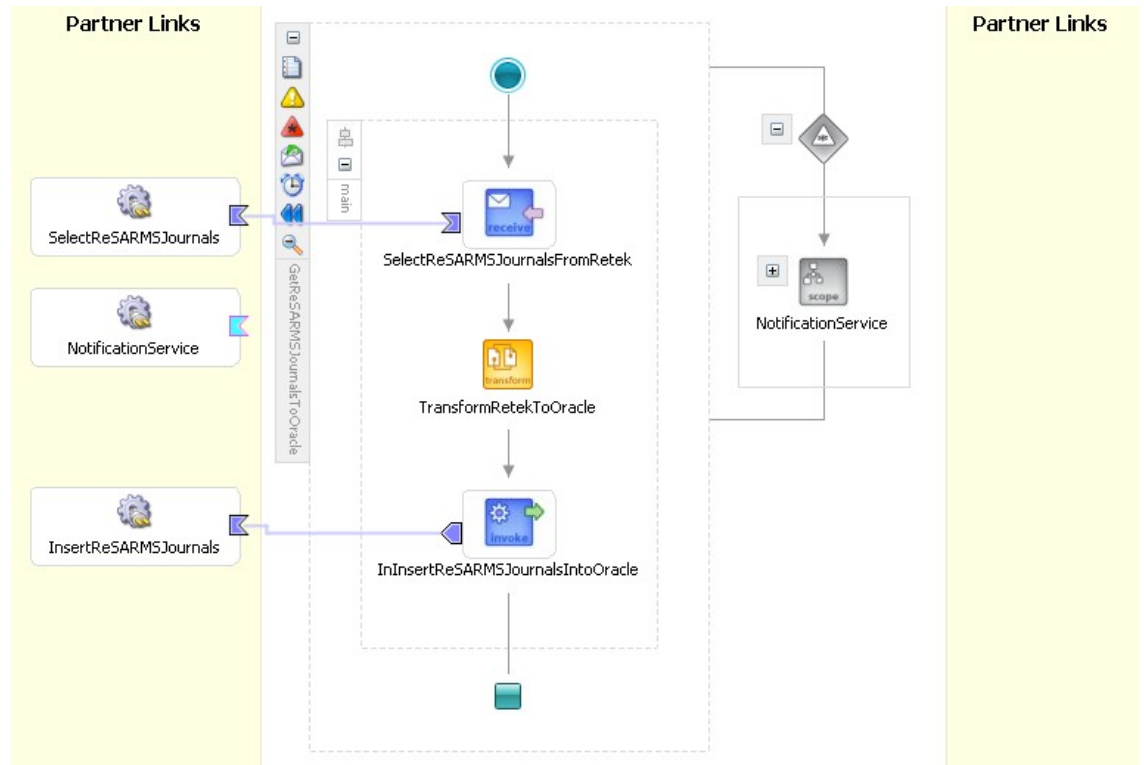 Partner Links
Partner Links
main
receive
SelectReSARMSJournals
SelectReSARMSJournalsFromRetek
GetReSARMSJournalsToOracle
scope
NotificationService
NotificationService
transform
TransformRetekToOracle
invoke
InsertReSARMSJournals
InInsertReSARMSJournalsIntoOracle